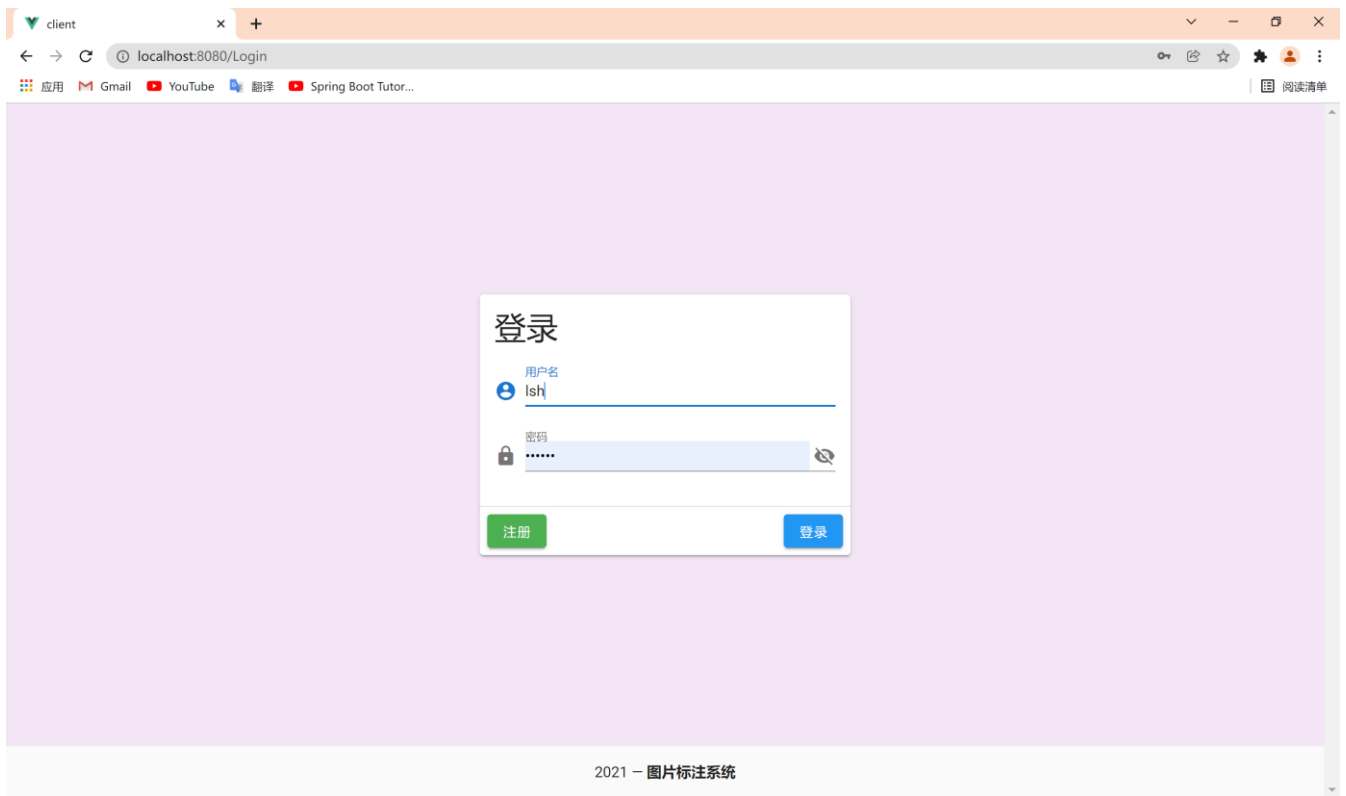 client
localhost:8080/Login
应用 Gmail YouTube 翻译 Spring Boot Tutor... 阅读清单
登录
用户名
lsh
密码
••••••
注册 登录
2021 — 图片标注系统